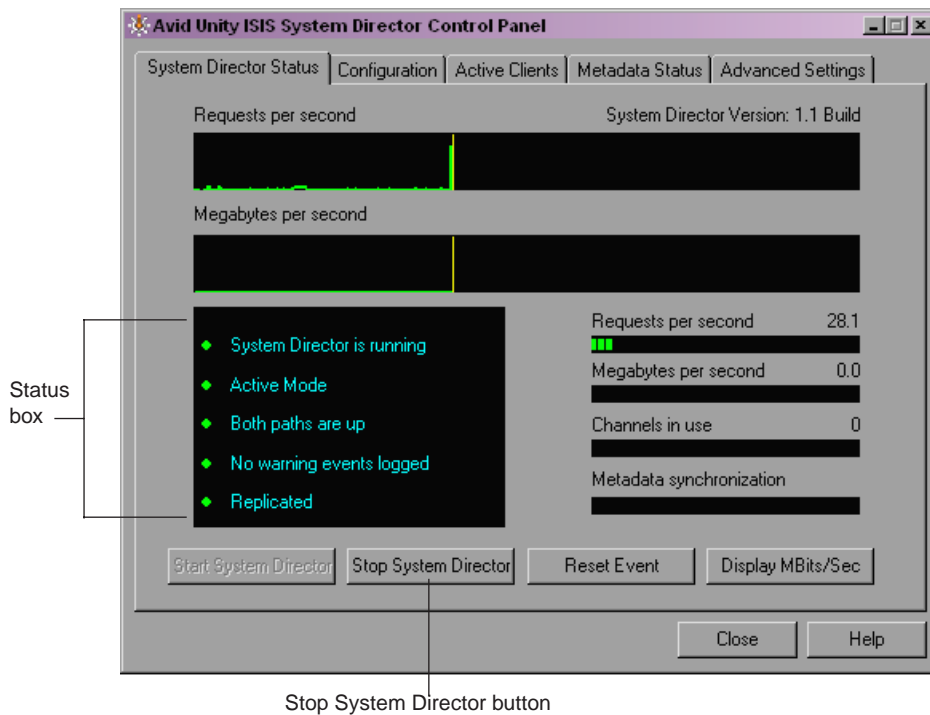 Avid Unity ISIS System Director Control Panel
System Director Status
Configuration
Active Clients
Metadata Status
Advanced Settings
Requests per second
System Director Version: 1.1 Build
Megabytes per second
System Director is running
Active Mode
Both paths are up
No warning events logged
Replicated
Requests per second 28.1
Megabytes per second 0.0
Channels in use 0
Metadata synchronization
Status
box
Start System Director
Stop System Director
Reset Event
Display MBits/Sec
Close
Help
Stop System Director button